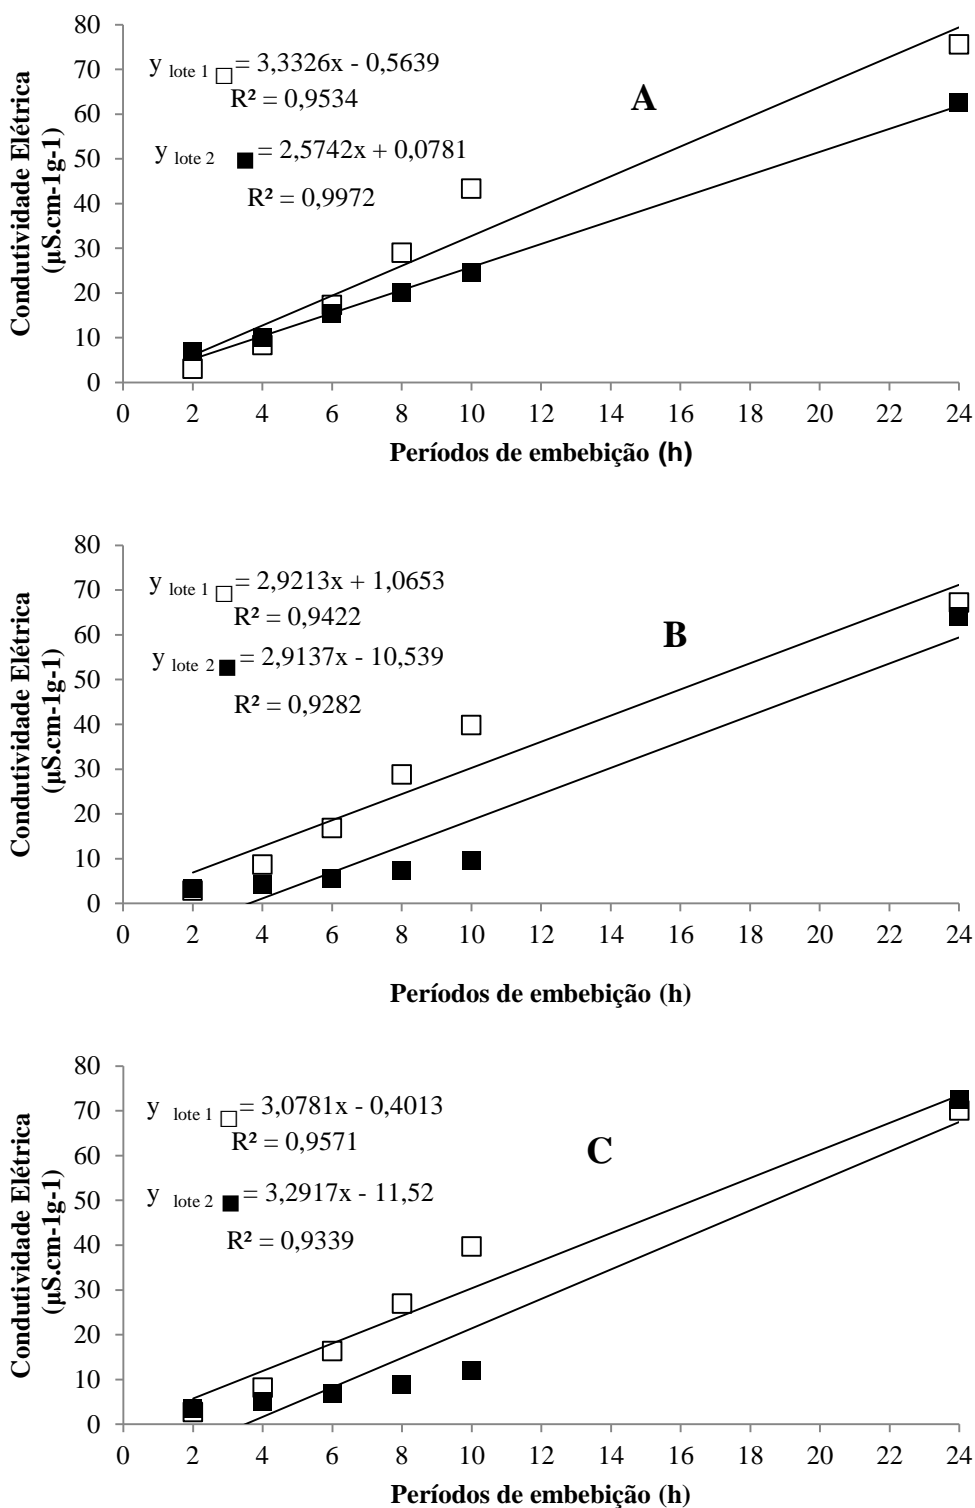 80
70
60
50
40
30
20
10
0
Condutividade Elétrica
(µS.cm-1g-1)
y lote 1 = 3,3326x - 0,5639
R² = 0,9534
y lote 2 = 2,5742x + 0,0781
R² = 0,9972
A
0 2 4 6 8 10 12 14 16 18 20 22 24
Períodos de embebição (h)
80
70
60
50
40
30
20
10
0
Condutividade Elétrica
(µS.cm-1g-1)
y lote 1 = 2,9213x + 1,0653
R² = 0,9422
y lote 2 = 2,9137x - 10,539
R² = 0,9282
B
0 2 4 6 8 10 12 14 16 18 20 22 24
Períodos de embebição (h)
80
70
60
50
40
30
20
10
0
Condutividade Elétrica
(µS.cm-1g-1)
y lote 1 = 3,0781x - 0,4013
R² = 0,9571
y lote 2 = 3,2917x - 11,52
R² = 0,9339
C
0 2 4 6 8 10 12 14 16 18 20 22 24
Períodos de embebição (h)